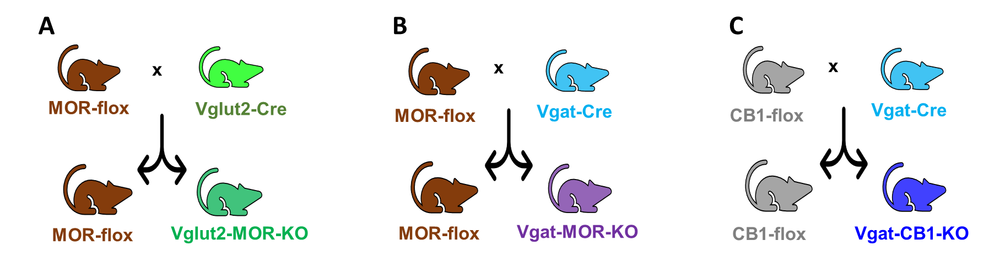 A
B
C
x
x
x
MOR-flox
Vglut2-Cre
MOR-flox
Vgat-Cre
CB1-flox
Vgat-Cre
MOR-flox
Vglut2-MOR-KO
MOR-flox
Vgat-MOR-KO
CB1-flox
Vgat-CB1-KO